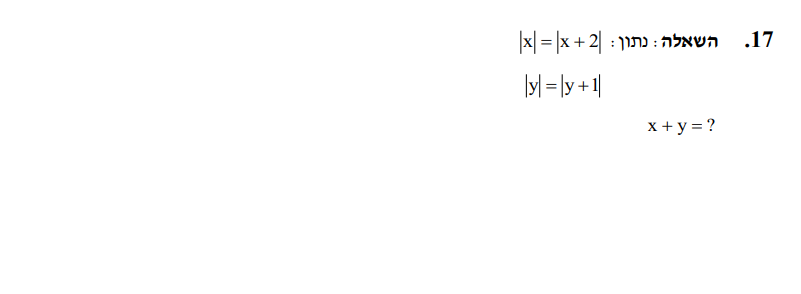 17. השאלה : נתון : |x| = |x + 2|
|y| = |y + 1|
x + y = ?